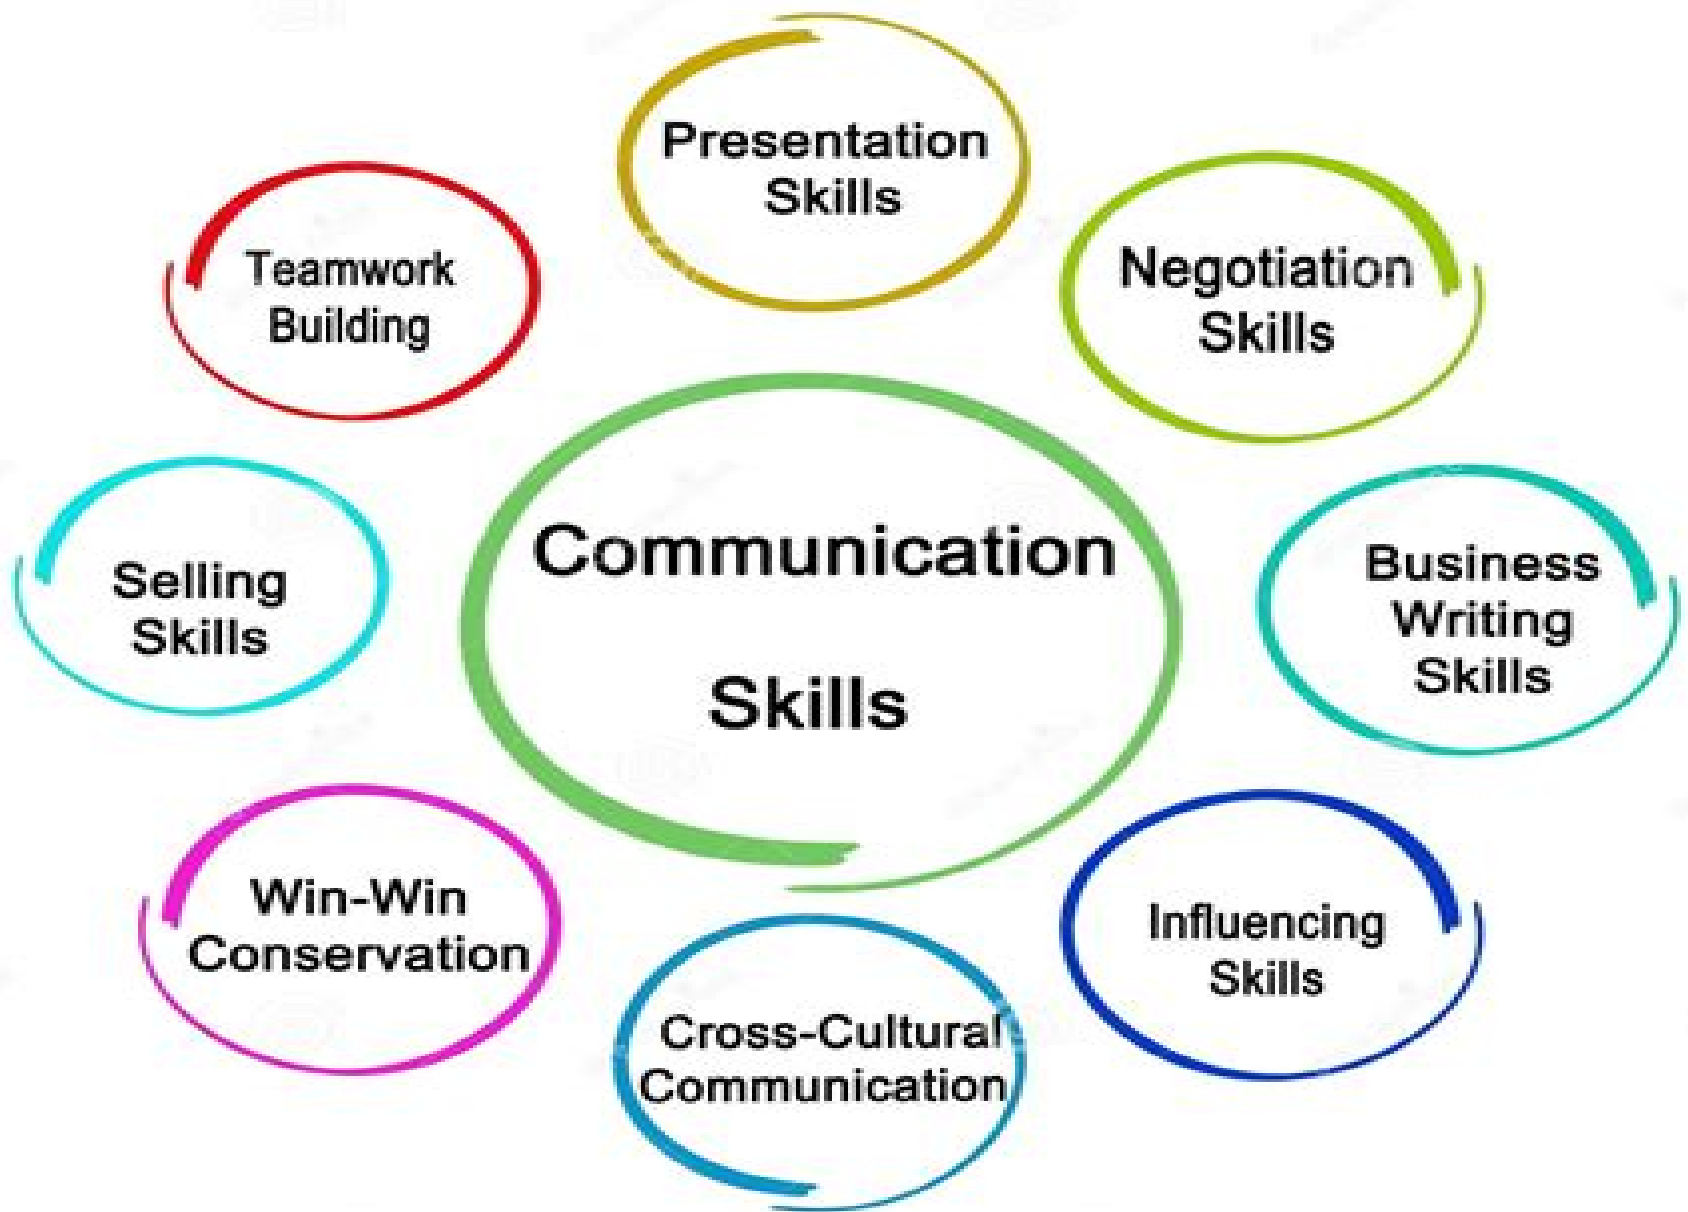 Presentation
Skills
Negotiation
Skills
Teamwork
Building
Communication
Skills
Business
Writing
Skills
Selling
Skills
Influencing
Skills
Win-Win
Conservation
Cross-Cultural
Communication